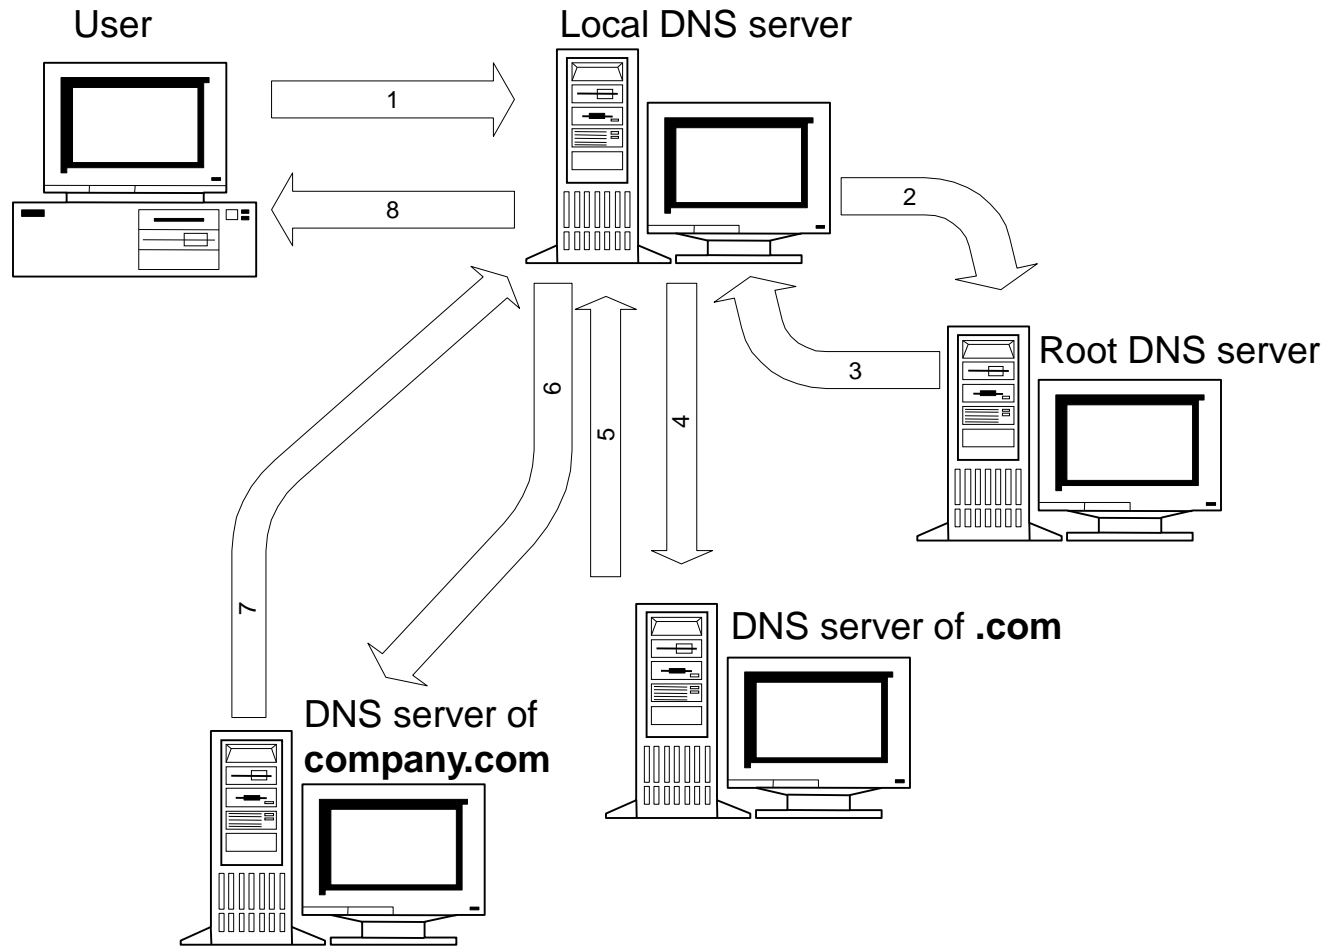 User
Local DNS server
1
8
2
3
Root DNS server
6
5
4
7
DNS server of .com
DNS server of
company.com